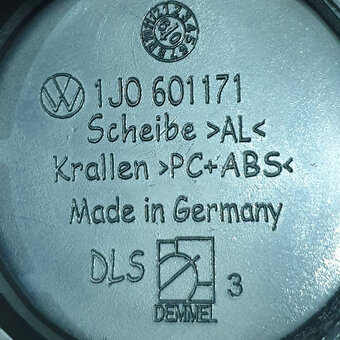 1J0 601171
Scheibe >AL<
Krallen >PC+ABS<
Made in Germany
DLS
3
DEMMEL